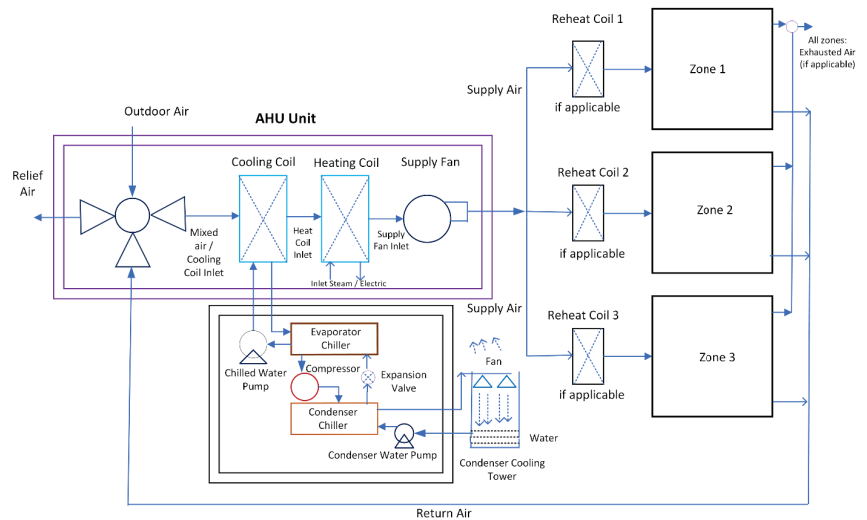 Reheat Coil 1
All zones:
Exhausted Air
(if applicable)
Zone 1
Supply Air
if applicable
Outdoor Air
AHU Unit
Relief
Air
Cooling Coil
Heating Coil
Supply Fan
Reheat Coil 2
Zone 2
Mixed
air /
Cooling
Coil Inlet
Heat
Coil
Inlet
Supply
Fan Inlet
if applicable
Inlet Steam / Electric
Supply Air
Reheat Coil 3
Evaporator
Chiller
Fan
Zone 3
Chilled Water
Pump
Compressor
Expansion
Valve
if applicable
Condenser
Chiller
Water
Condenser Water Pump
Condenser Cooling
Tower
Return Air